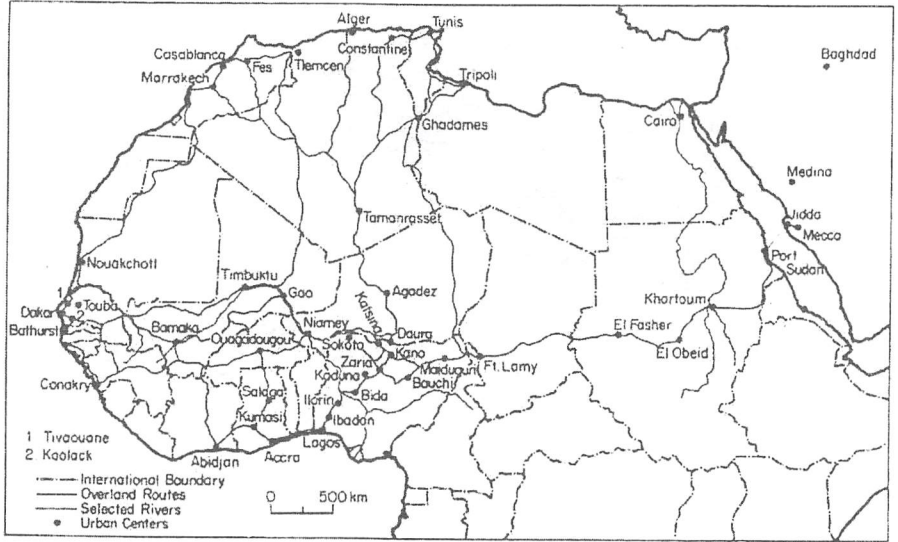 Alger
Tunis
Casablanca
Constantine
Fes
Tlemcen
Baghdad
Marrakech
Tripoli
Ghadames
Cairo
Medina
Tamanrasset
Jidda
Mecca
Nouakchott
Port
Sudan
Timbuktu
Gao
Agadez
1
Touba
Khartoum
Dakar
2
Katsina
Bathurst
Bamako
Niamey
Daura
El Fasher
Ouagadougou
Sokoto
Kano
El Obeid
Zaria
Maiduguri
Ft. Lamy
Conakry
Kaduna
Bauchi
Salaga
Bida
Ilorin
Kumasi
Ibadan
Lagos
Abidjan
Accra
1 Tivaouane
2 Kaolack
International Boundary
Overland Routes
Selected Rivers
Urban Centers
0 500 km